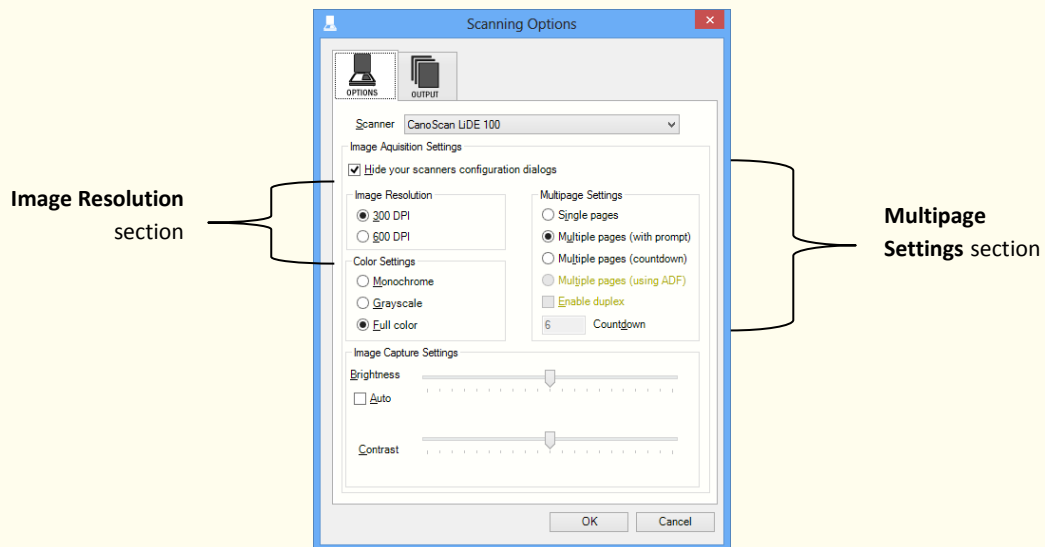 Scanning Options
OPTIONS
OUTPUT
Scanner CanoScan LiDE 100
Image Aquisition Settings
Hide your scanners configuration dialogs
Image Resolution
300 DPI
600 DPI
Color Settings
Monochrome
Grayscale
Full color
Multipage Settings
Single pages
Multiple pages (with prompt)
Multiple pages (countdown)
Multiple pages (using ADF)
Enable duplex
6 Countdown
Image Capture Settings
Brightness
Auto
Contrast
OK
Cancel
Image Resolution
section
Multipage
Settings section